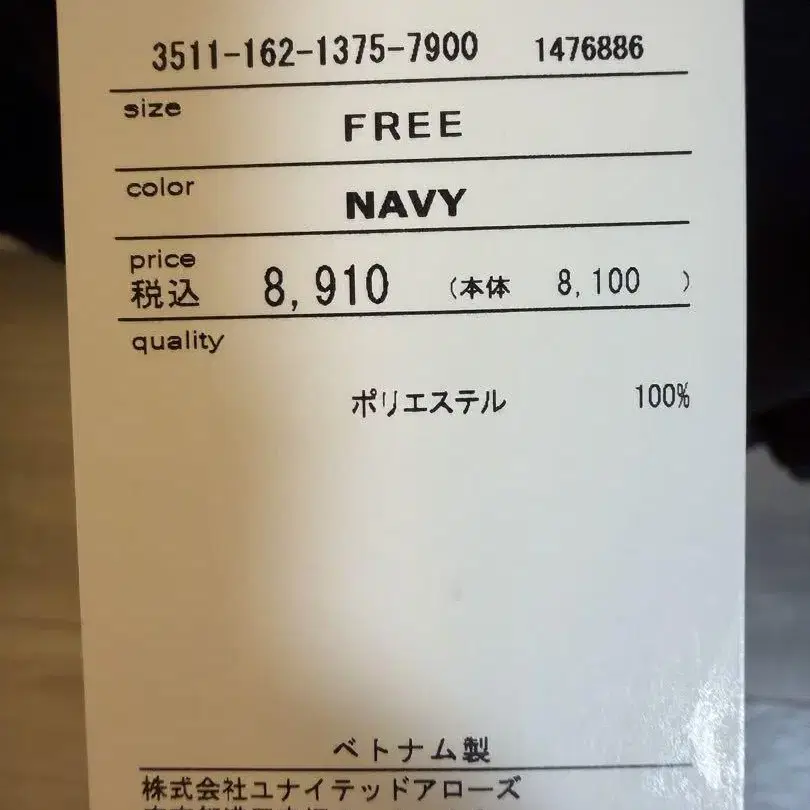 3511-162-1375-7900 1476886
size
FREE
color
NAVY
price
税込 8,910 (本体 8,100 )
quality
ポリエステル 100%
ベトナム製
株式会社ユナイテッドアローズ